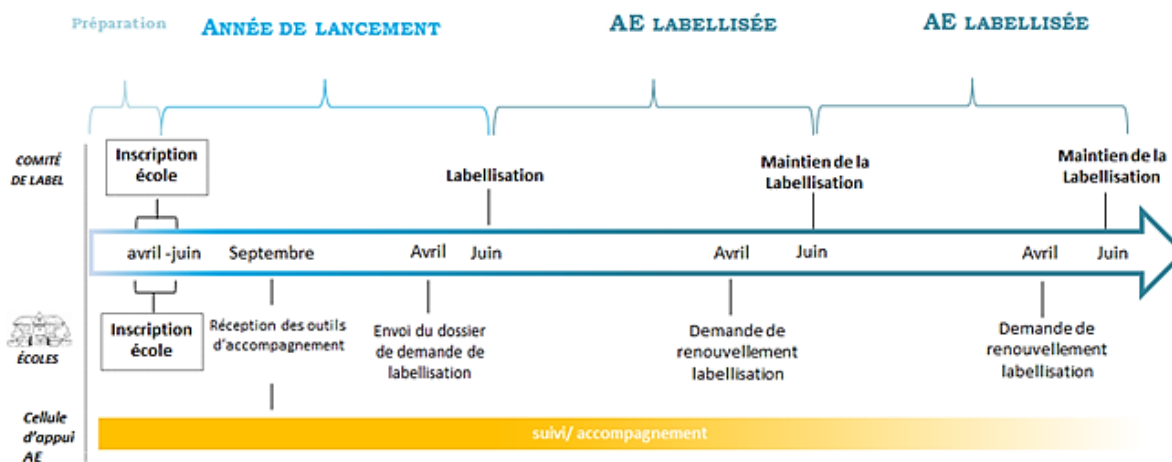 Préparation
ANNÉE DE LANCEMENT
AE LABELLISÉE
AE LABELLISÉE
COMITÉ
DE LABEL
Inscription
école
Labellisation
Maintien de la
Labellisation
Maintien de la
Labellisation
avril -juin
Septembre
Avril
Juin
Avril
Juin
Avril
Juin
ÉCOLES
Inscription
école
Réception des outils
d'accompagnement
Envoi du dossier
de demande de
labellisation
Demande de
renouvellement
labellisation
Demande de
renouvellement
labellisation
Cellule
d'appui
AE
suivi/ accompagnement